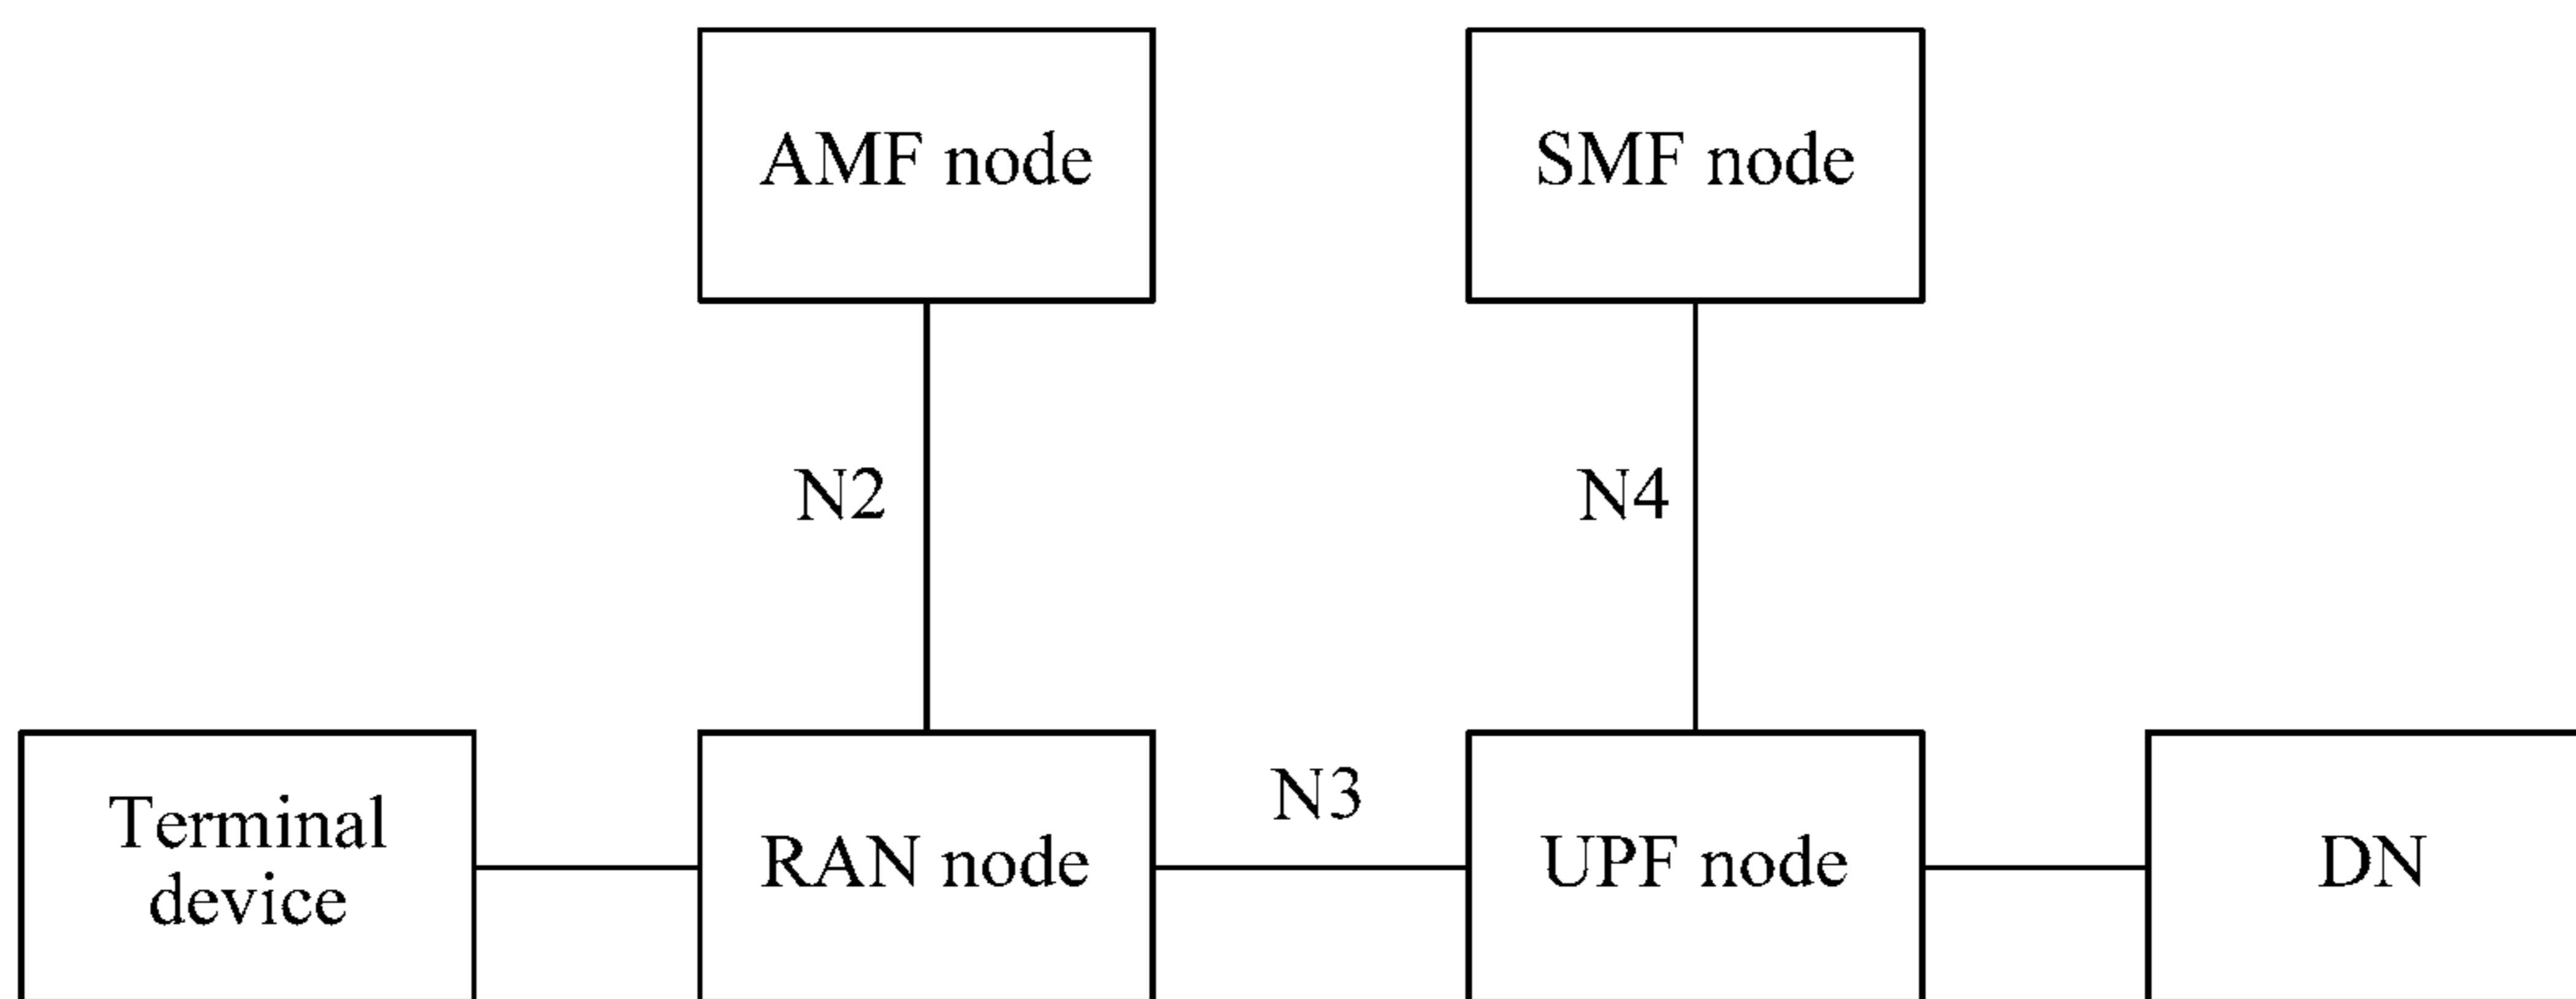 AMF node
SMF node
N2
N4
N3
Terminal
device
RAN node
UPF node
DN